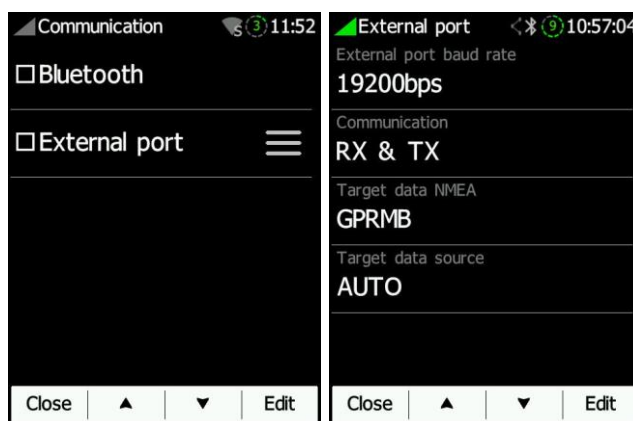 Communication S 3 11:52
Bluetooth
External port
Close Edit
External port 9 10:57:04
External port baud rate
19200bps
Communication
RX & TX
Target data NMEA
GPRMB
Target data source
AUTO
Close Edit